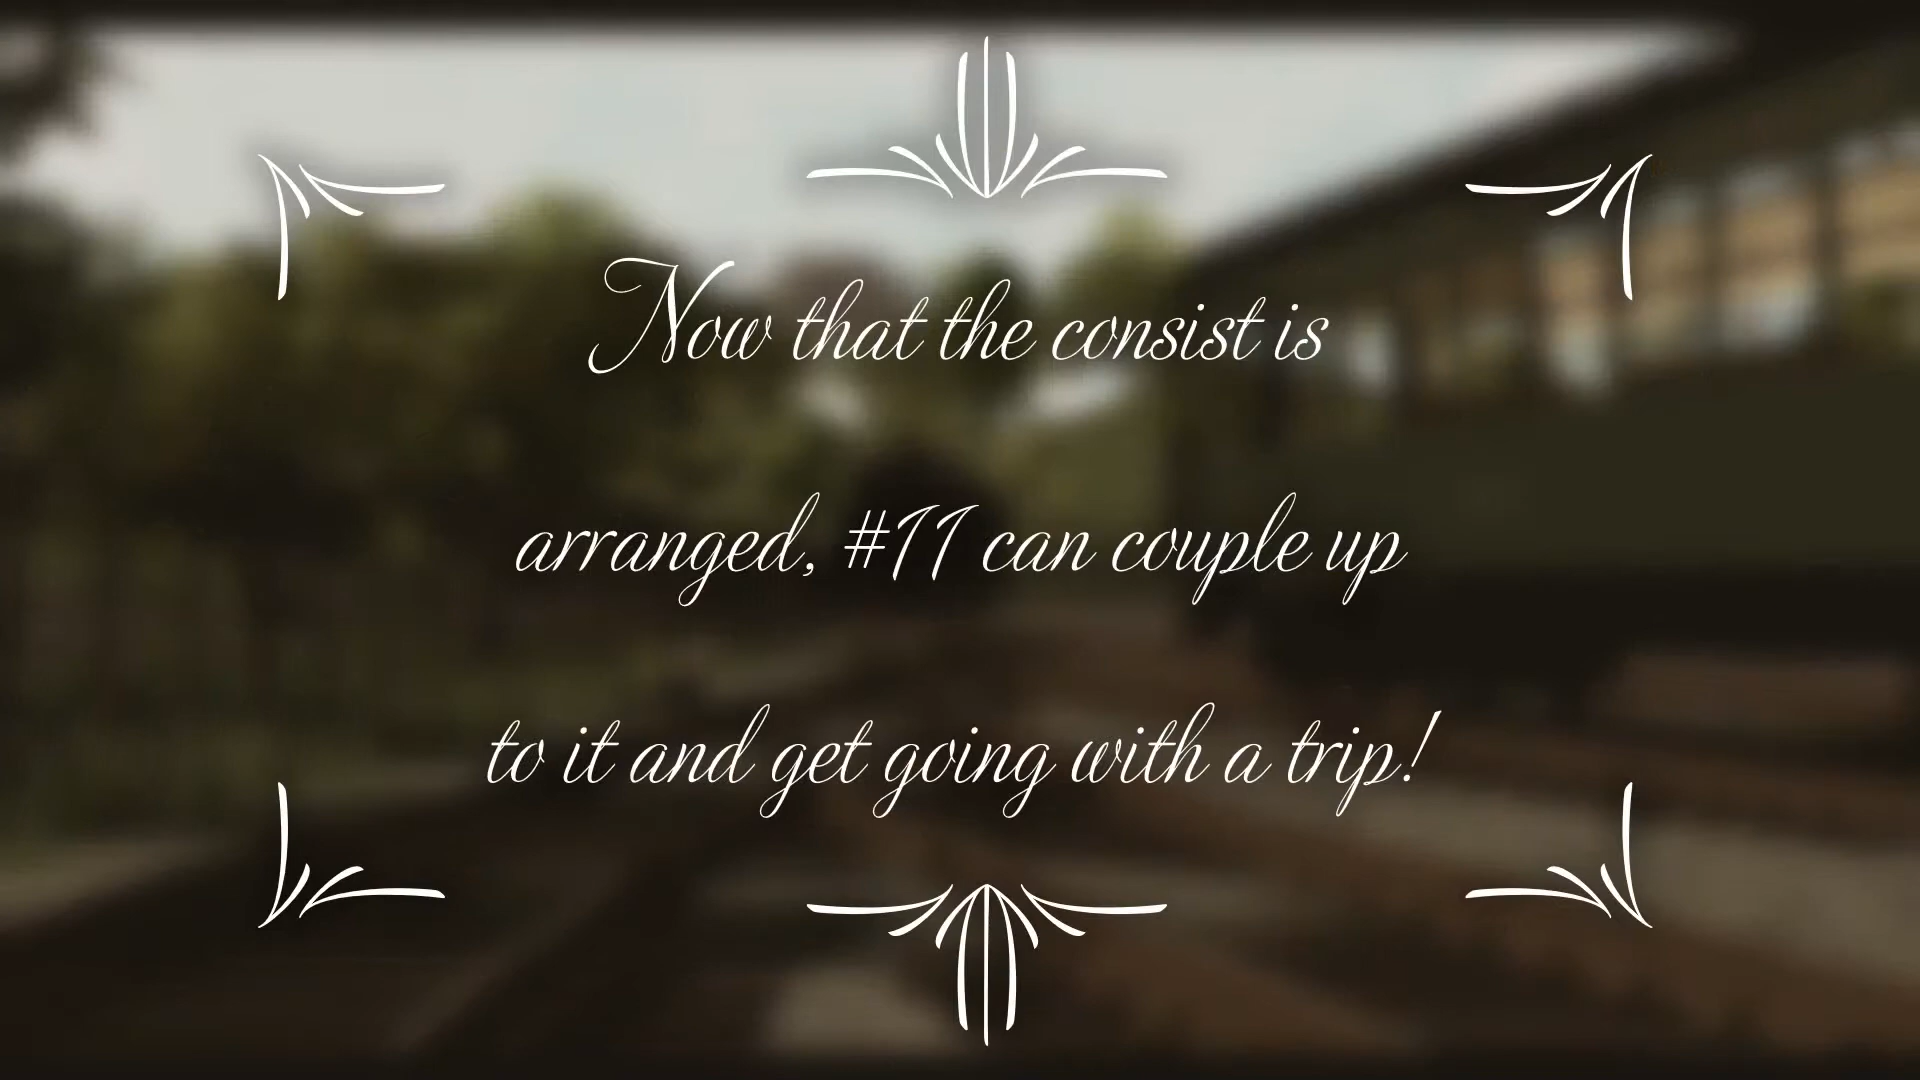 Now that the consist is
arranged, #11 can couple up
to it and get going with a trip!